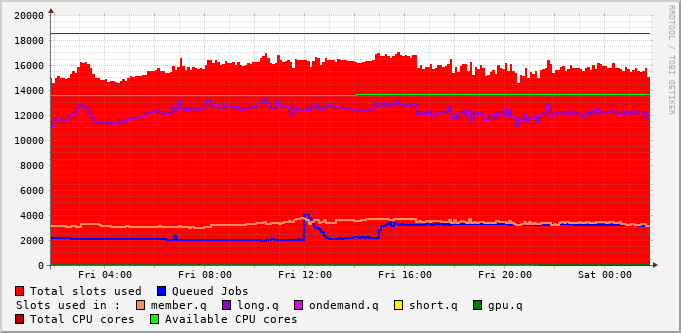 20000
18000
16000
14000
12000
10000
8000
6000
4000
2000
0
Fri 04:00 Fri 08:00 Fri 12:00 Fri 16:00 Fri 20:00 Sat 00:00
RRDTOOL / TOBI OETIKER
Total slots used Queued Jobs
Slots used in : member.q long.q ondemand.q short.q gpu.q
Total CPU cores Available CPU cores